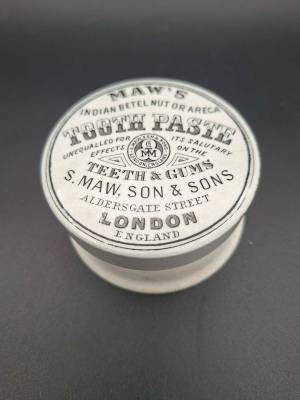 MAW'S
INDIAN BETEL NUT OR ARECA
TOOTH PASTE
UNEQUALLED FOR ITS SALUTARY
EFFECTS ON THE
TEETH & GUMS
S. MAW, SON & SONS
ALDERSGATE STREET
LONDON
ENGLAND